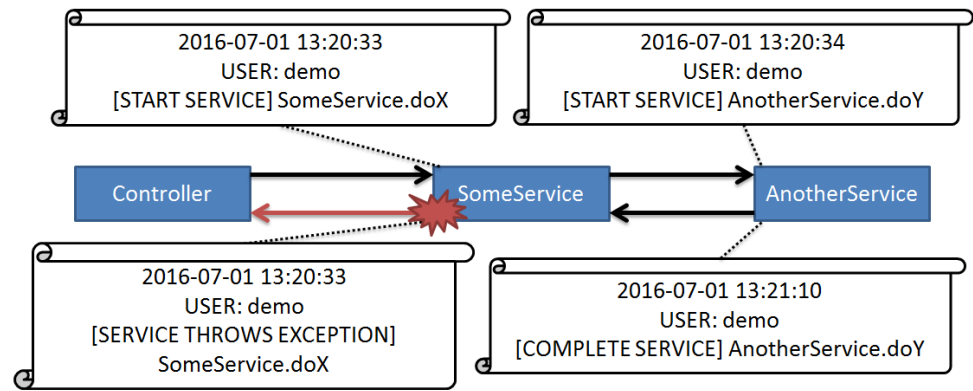 2016-07-01 13:20:33
USER: demo
[START SERVICE] SomeService.doX
2016-07-01 13:20:34
USER: demo
[START SERVICE] AnotherService.doY
Controller
SomeService
AnotherService
2016-07-01 13:20:33
USER: demo
[SERVICE THROWS EXCEPTION]
SomeService.doX
2016-07-01 13:21:10
USER: demo
[COMPLETE SERVICE] AnotherService.doY